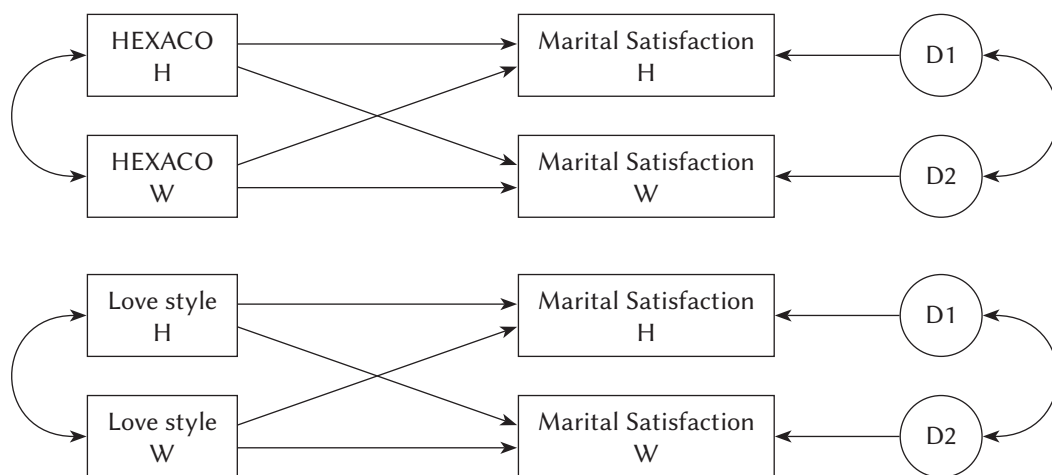 HEXACO
H
Marital Satisfaction
H
D1
HEXACO
W
Marital Satisfaction
W
D2
Love style
H
Marital Satisfaction
H
D1
Love style
W
Marital Satisfaction
W
D2